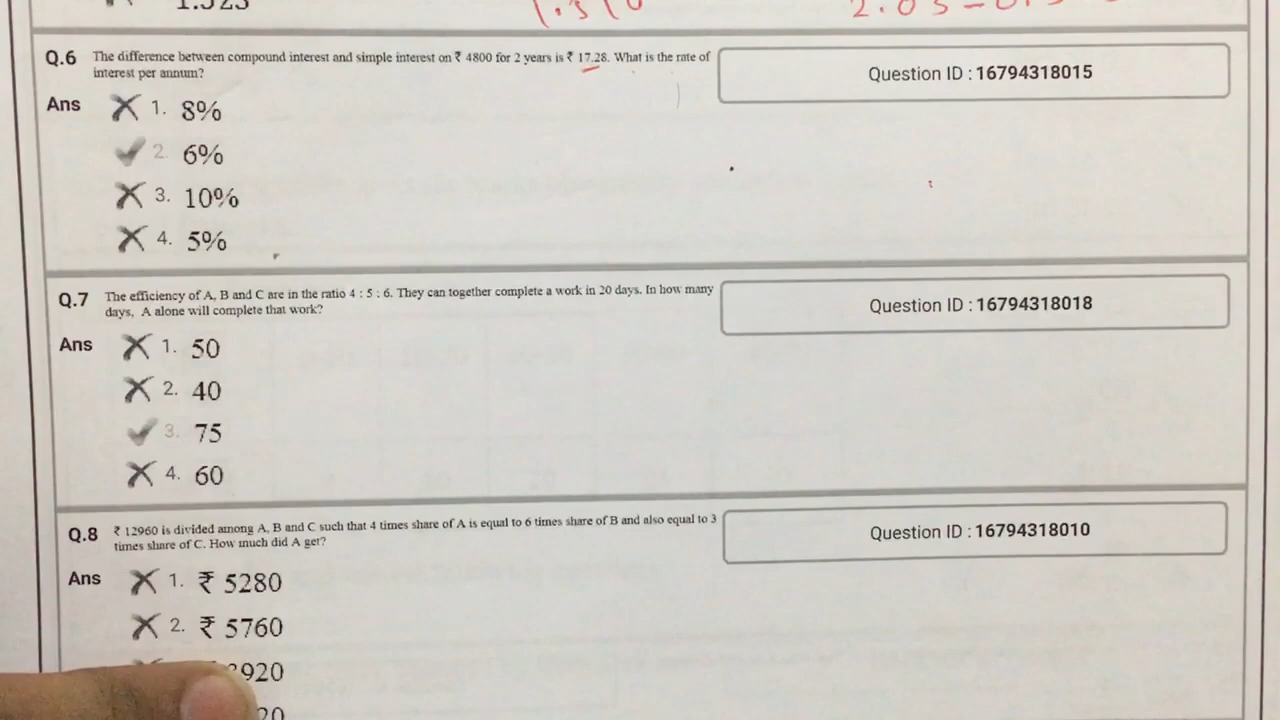 1.323
Q.6 The difference between compound interest and simple interest on ₹ 4800 for 2 years is ₹ 17.28. What is the rate of
interest per annum?
Question ID : 16794318015
Ans 1. 8%
2. 6%
3. 10%
4. 5%
Q.7 The efficiency of A, B and C are in the ratio 4 : 5 : 6. They can together complete a work in 20 days. In how many
days, A alone will complete that work?
Question ID : 16794318018
Ans 1. 50
2. 40
3. 75
4. 60
Q.8 ₹ 12960 is divided among A, B and C such that 4 times share of A is equal to 6 times share of B and also equal to 3
times share of C. How much did A get?
Question ID : 16794318010
Ans 1. ₹ 5280
2. ₹ 5760
920
20